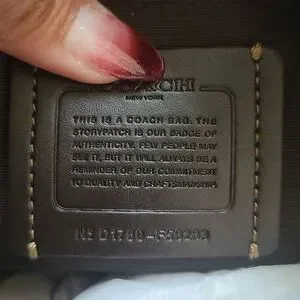 COACH
NEW YORK
THIS IS A COACH BAG. THE
STORYPATCH IS OUR BADGE OF
AUTHENTICITY. FEW PEOPLE MAY
SEE IT, BUT IT WILL ALWAYS BE A
REMINDER OF OUR COMMITMENT
TO QUALITY AND CRAFTSMANSHIP.